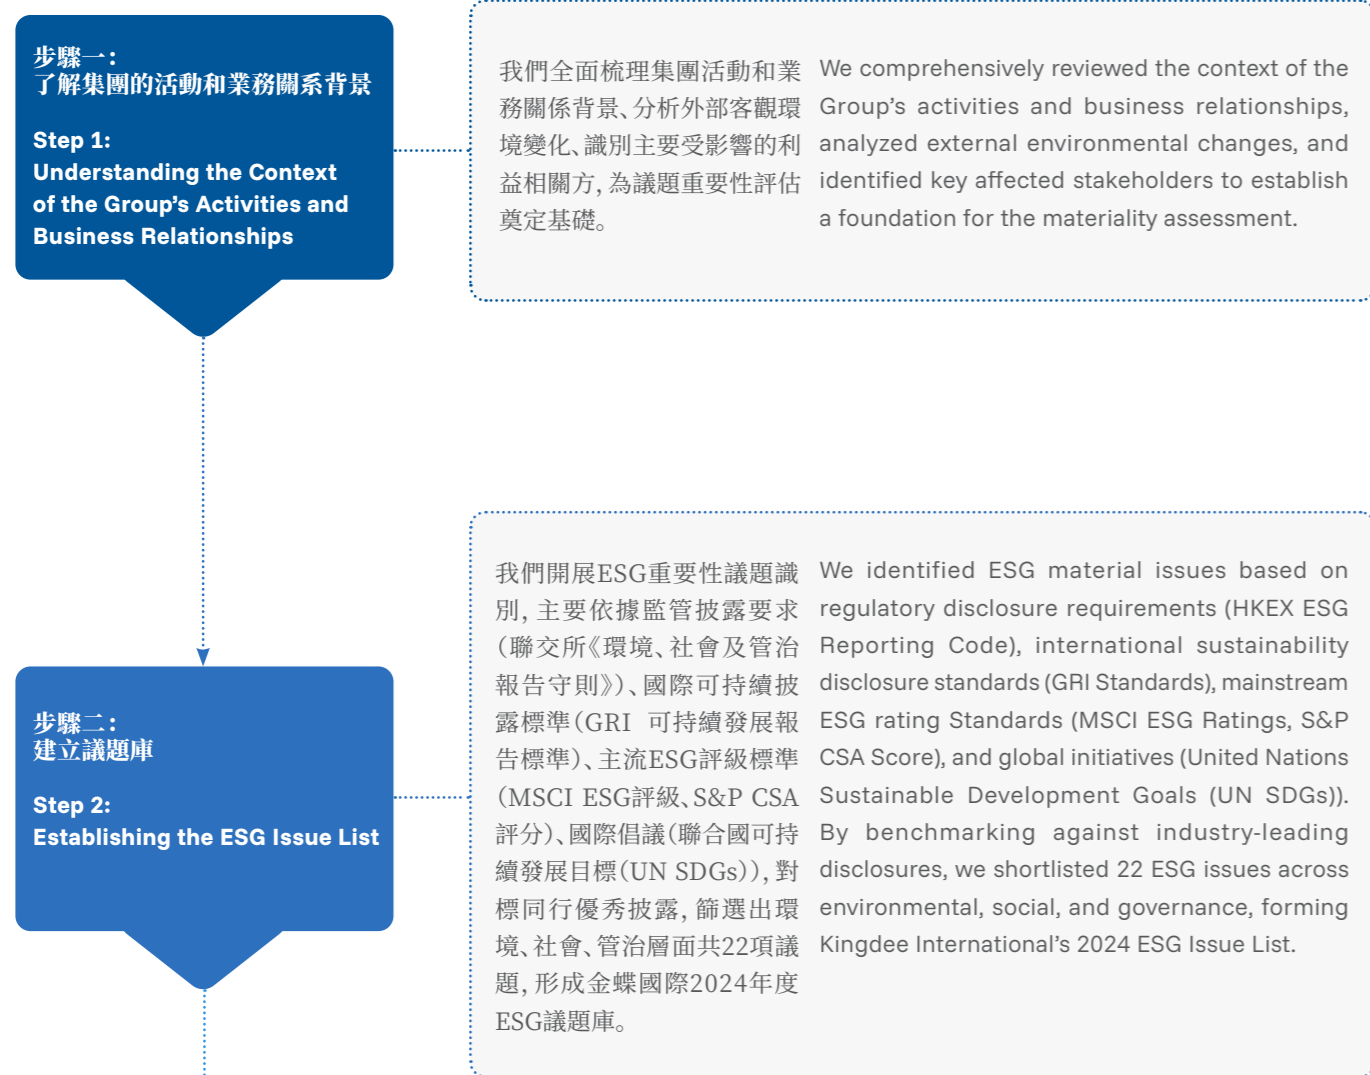 步驟一：
了解集團的活動和業務關系背景
Step 1:
Understanding the Context
of the Group’s Activities and
Business Relationships
我們全面梳理集團活動和業
務關係背景、分析外部客觀環
境變化、識別主要受影響的利
益相關方，為議題重要性評估
奠定基礎。
We comprehensively reviewed the context of the
Group’s activities and business relationships,
analyzed external environmental changes, and
identified key affected stakeholders to establish
a foundation for the materiality assessment.
步驟二：
建立議題庫
Step 2:
Establishing the ESG Issue List
我們開展ESG重要性議題識
別，主要依據監管披露要求
（聯交所《環境、社會及管治
報告守則》）、國際可持續披
露標準（GRI 可持續發展報
告標準）、主流ESG評級標準
（MSCI ESG評級、S&P CSA
評分）、國際倡議（聯合國可持
續發展目標（UN SDGs）），對
標同行優秀披露，篩選出環
境、社會、管治層面共22項議
題，形成金蝶國際2024年度
ESG議題庫。
We identified ESG material issues based on
regulatory disclosure requirements (HKEX ESG
Reporting Code), international sustainability
disclosure standards (GRI Standards), mainstream
ESG rating Standards (MSCI ESG Ratings, S&P
CSA Score), and global initiatives (United Nations
Sustainable Development Goals (UN SDGs)).
By benchmarking against industry-leading
disclosures, we shortlisted 22 ESG issues across
environmental, social, and governance, forming
Kingdee International’s 2024 ESG Issue List.